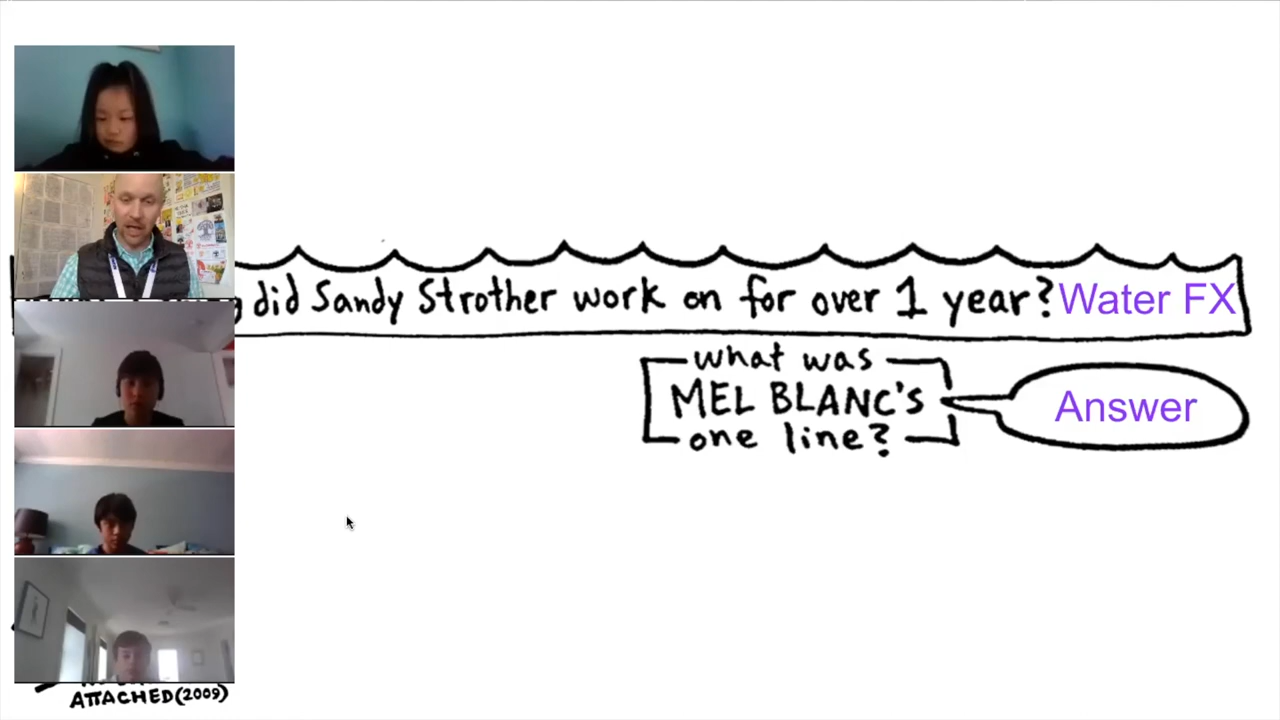 did Sandy Strother work on for over 1 year? Water FX
what was
MEL BLANC'S
one line?
Answer
ATTACHED (2009)